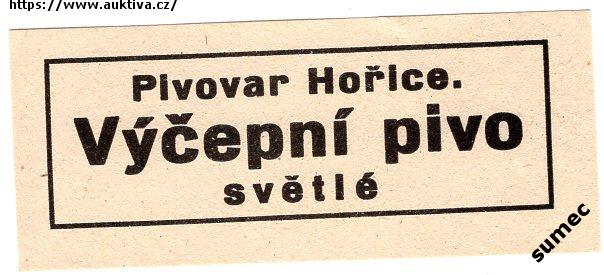 https://www.auktiva.cz/
Pivovar Hořice.
Výčepní pivo
světlé
sumec